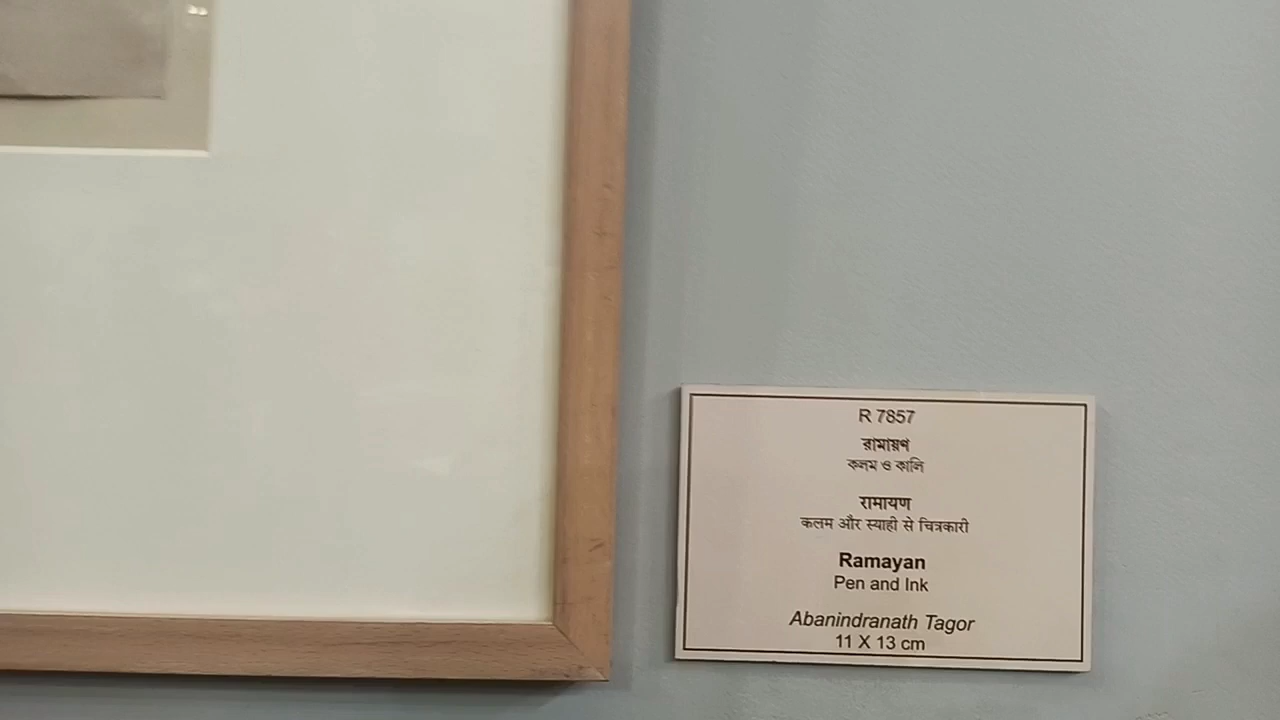 R 7857
রামায়ণ
কলম ও কালি
रामायण
कलम और स्याही से चित्रकारी
Ramayan
Pen and Ink
Abanindranath Tagor
11 X 13 cm